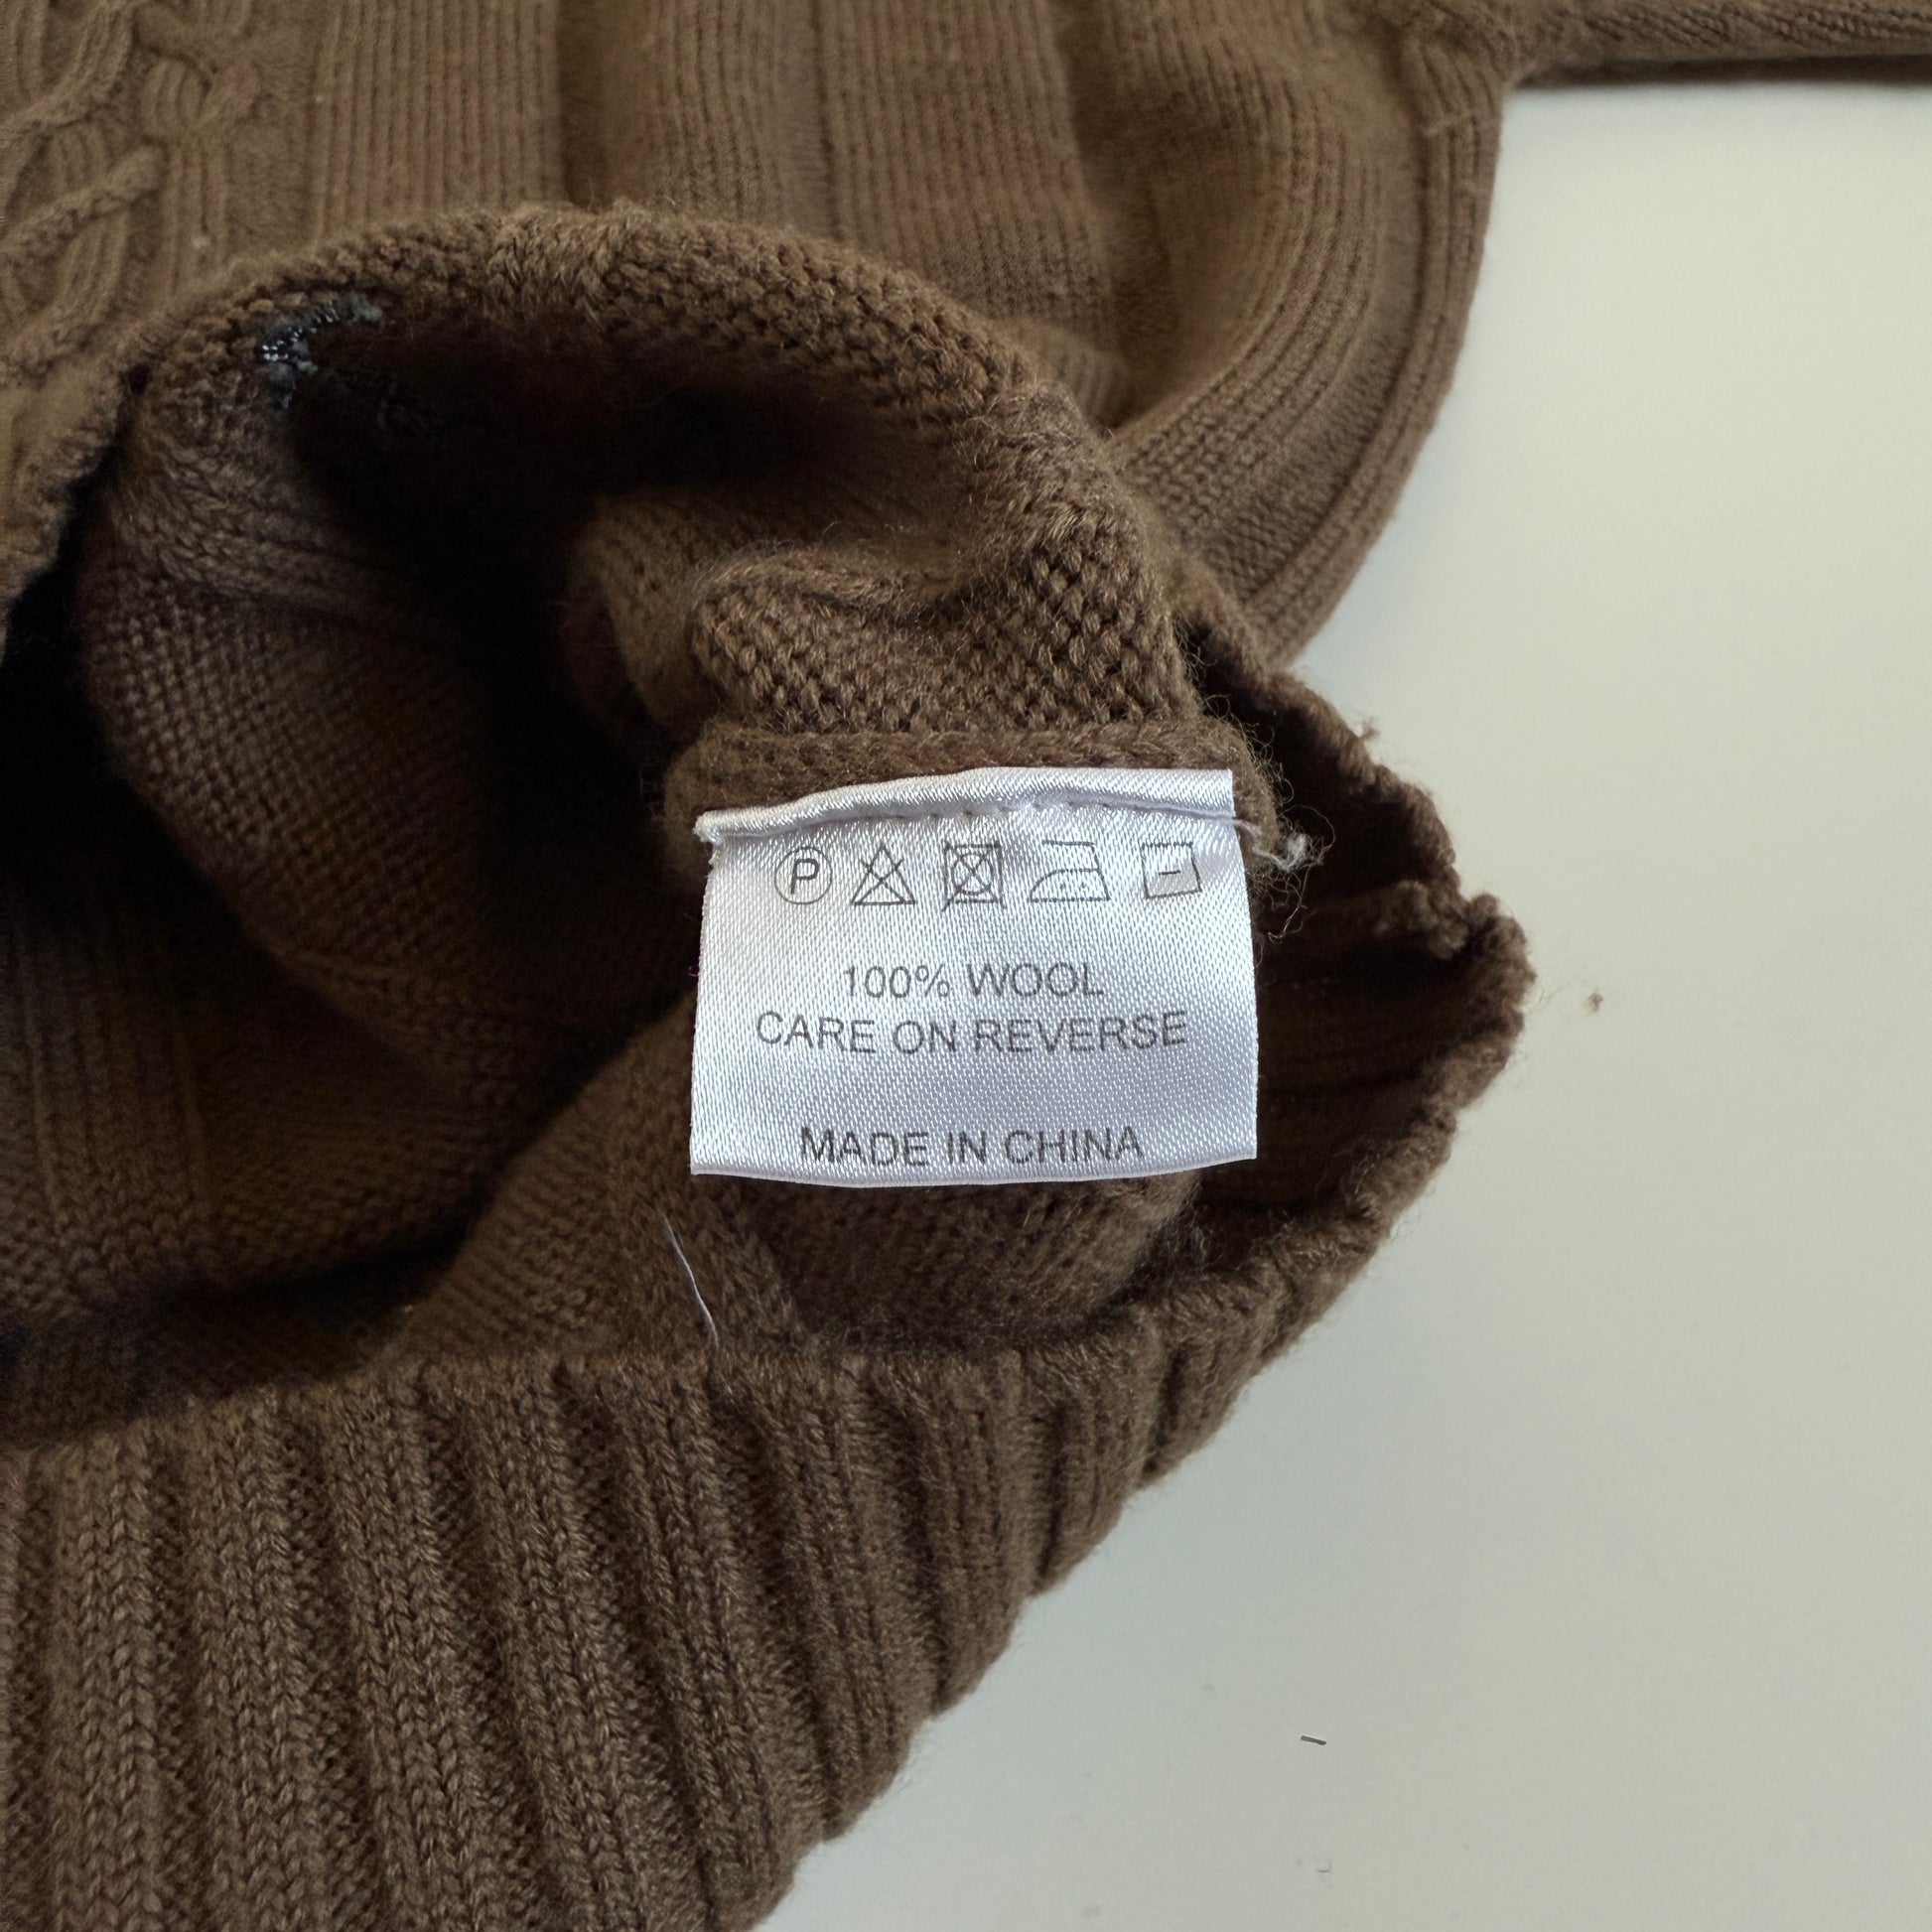 P
100% WOOL
CARE ON REVERSE
MADE IN CHINA